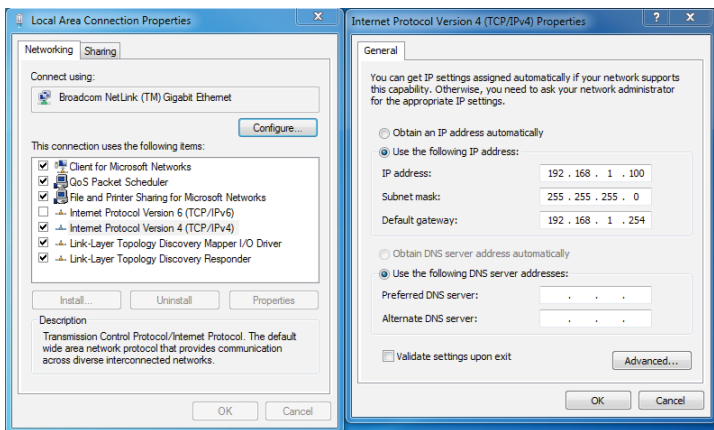 Local Area Connection Properties
Networking
Sharing
Connect using:
Broadcom NetLink (TM) Gigabit Ethernet
Configure...
This connection uses the following items:
Client for Microsoft Networks
QoS Packet Scheduler
File and Printer Sharing for Microsoft Networks
Internet Protocol Version 6 (TCP/IPv6)
Internet Protocol Version 4 (TCP/IPv4)
Link-Layer Topology Discovery Mapper I/O Driver
Link-Layer Topology Discovery Responder
Install...
Uninstall
Properties
Description
Transmission Control Protocol/Internet Protocol. The default
wide area network protocol that provides communication
across diverse interconnected networks.
OK
Cancel
Internet Protocol Version 4 (TCP/IPv4) Properties
General
You can get IP settings assigned automatically if your network supports
this capability. Otherwise, you need to ask your network administrator
for the appropriate IP settings.
Obtain an IP address automatically
Use the following IP address:
IP address: 192 . 168 . 1 . 100
Subnet mask: 255 . 255 . 255 . 0
Default gateway: 192 . 168 . 1 . 254
Obtain DNS server address automatically
Use the following DNS server addresses:
Preferred DNS server: . . .
Alternate DNS server: . . .
Validate settings upon exit
Advanced...
OK
Cancel